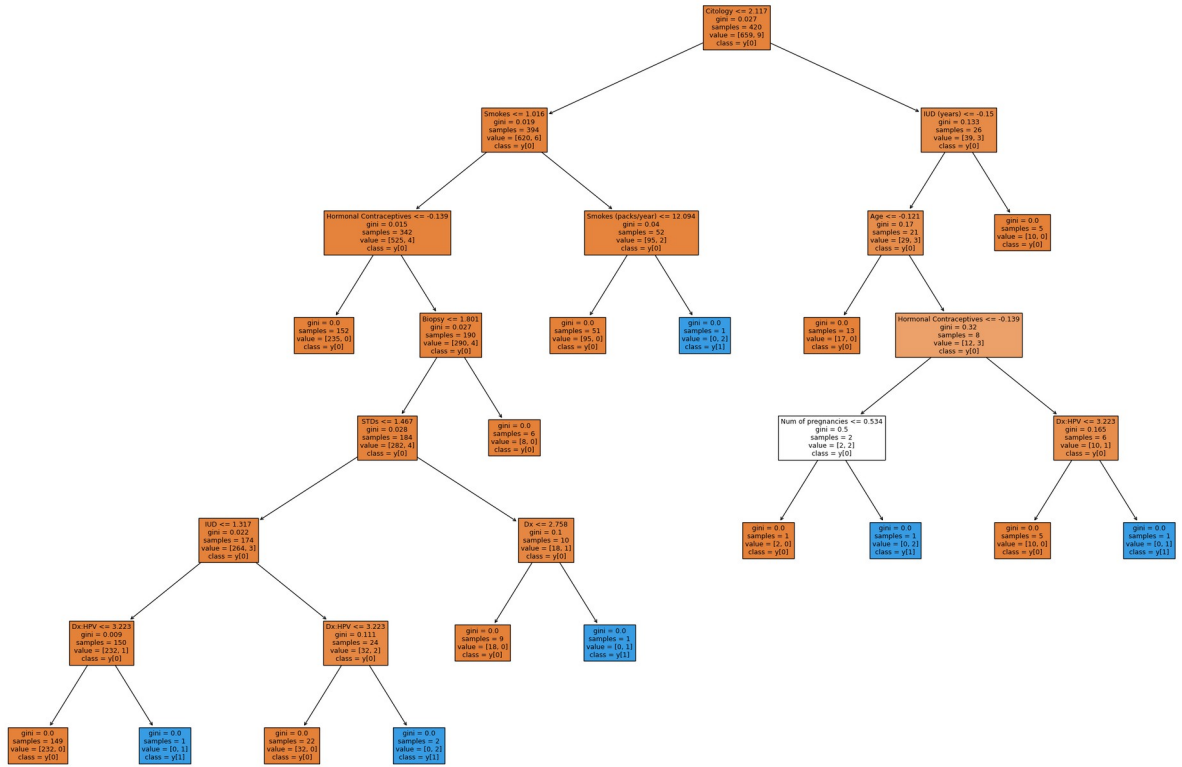 Citology <= 2.117
gini = 0.027
samples = 420
value = [659, 9]
class = y[0]
Smokes <= 1.016
gini = 0.019
samples = 394
value = [620, 6]
class = y[0]
IUD (years) <= -0.15
gini = 0.133
samples = 26
value = [39, 3]
class = y[0]
Hormonal Contraceptives <= -0.139
gini = 0.015
samples = 342
value = [525, 4]
class = y[0]
Smokes (packs/year) <= 12.094
gini = 0.04
samples = 52
value = [95, 2]
class = y[0]
Age <= -0.121
gini = 0.17
samples = 21
value = [29, 3]
class = y[0]
gini = 0.0
samples = 5
value = [10, 0]
class = y[0]
gini = 0.0
samples = 152
value = [235, 0]
class = y[0]
Biopsy <= 1.801
gini = 0.027
samples = 190
value = [290, 4]
class = y[0]
gini = 0.0
samples = 51
value = [95, 0]
class = y[0]
gini = 0.0
samples = 1
value = [0, 2]
class = y[1]
gini = 0.0
samples = 13
value = [17, 0]
class = y[0]
Hormonal Contraceptives <= -0.139
gini = 0.32
samples = 8
value = [12, 3]
class = y[0]
STDs <= 1.467
gini = 0.028
samples = 184
value = [282, 4]
class = y[0]
gini = 0.0
samples = 6
value = [8, 0]
class = y[0]
Num of pregnancies <= 0.534
gini = 0.5
samples = 2
value = [2, 2]
class = y[0]
Dx:HPV <= 3.223
gini = 0.165
samples = 6
value = [10, 1]
class = y[0]
IUD <= 1.317
gini = 0.022
samples = 174
value = [264, 3]
class = y[0]
Dx <= 2.758
gini = 0.1
samples = 10
value = [18, 1]
class = y[0]
gini = 0.0
samples = 1
value = [2, 0]
class = y[0]
gini = 0.0
samples = 1
value = [0, 2]
class = y[1]
gini = 0.0
samples = 5
value = [10, 0]
class = y[0]
gini = 0.0
samples = 1
value = [0, 1]
class = y[1]
Dx:HPV <= 3.223
gini = 0.009
samples = 150
value = [232, 1]
class = y[0]
Dx:HPV <= 3.223
gini = 0.111
samples = 24
value = [32, 2]
class = y[0]
gini = 0.0
samples = 9
value = [18, 0]
class = y[0]
gini = 0.0
samples = 1
value = [0, 1]
class = y[1]
gini = 0.0
samples = 149
value = [232, 0]
class = y[0]
gini = 0.0
samples = 1
value = [0, 1]
class = y[1]
gini = 0.0
samples = 22
value = [32, 0]
class = y[0]
gini = 0.0
samples = 2
value = [0, 2]
class = y[1]